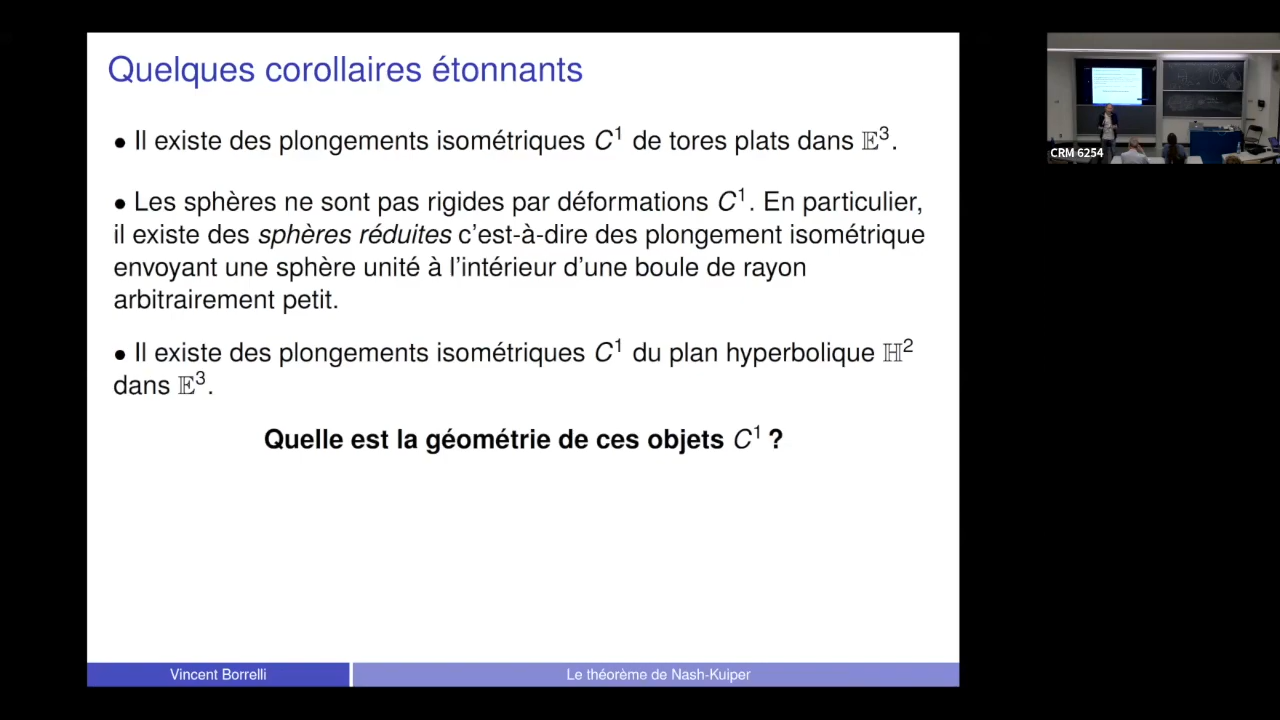 Quelques corollaires étonnants
• Il existe des plongements isométriques C¹ de tores plats dans 𝔼³.
• Les sphères ne sont pas rigides par déformations C¹. En particulier,
il existe des sphères réduites c'est-à-dire des plongement isométrique
envoyant une sphère unité à l'intérieur d'une boule de rayon
arbitrairement petit.
• Il existe des plongements isométriques C¹ du plan hyperbolique ℍ²
dans 𝔼³.
Quelle est la géométrie de ces objets C¹ ?
Vincent Borrelli
Le théorème de Nash-Kuiper
CRM 6254